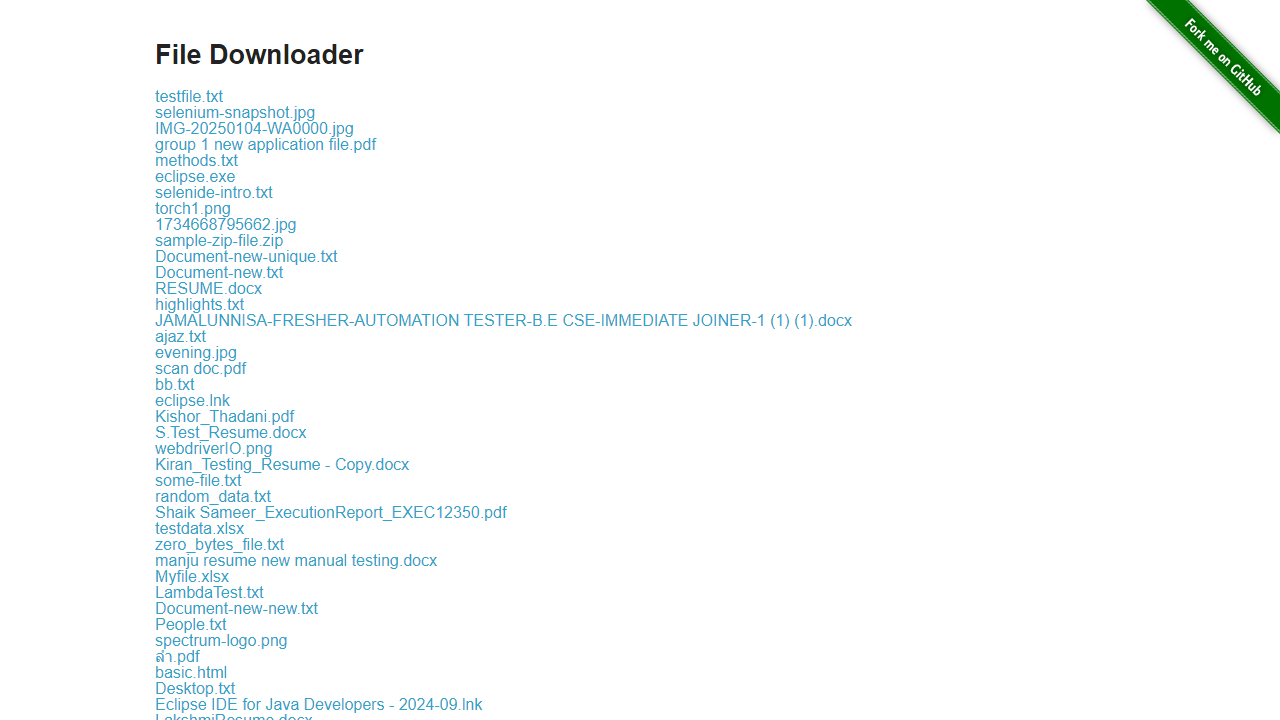 File Downloader
Fork me on GitHub
testfile.txt
selenium-snapshot.jpg
IMG-20250104-WA0000.jpg
group 1 new application file.pdf
methods.txt
eclipse.exe
selenide-intro.txt
torch1.png
1734668795662.jpg
sample-zip-file.zip
Document-new-unique.txt
Document-new.txt
RESUME.docx
highlights.txt
JAMALUNNISA-FRESHER-AUTOMATION TESTER-B.E CSE-IMMEDIATE JOINER-1 (1) (1).docx
ajaz.txt
evening.jpg
scan doc.pdf
bb.txt
eclipse.lnk
Kishor_Thadani.pdf
S.Test_Resume.docx
webdriverIO.png
Kiran_Testing_Resume - Copy.docx
some-file.txt
random_data.txt
Shaik Sameer_ExecutionReport_EXEC12350.pdf
testdata.xlsx
zero_bytes_file.txt
manju resume new manual testing.docx
Myfile.xlsx
LambdaTest.txt
Document-new-new.txt
People.txt
spectrum-logo.png
ลำ.pdf
basic.html
Desktop.txt
Eclipse IDE for Java Developers - 2024-09.lnk
LakshmiResume.docx